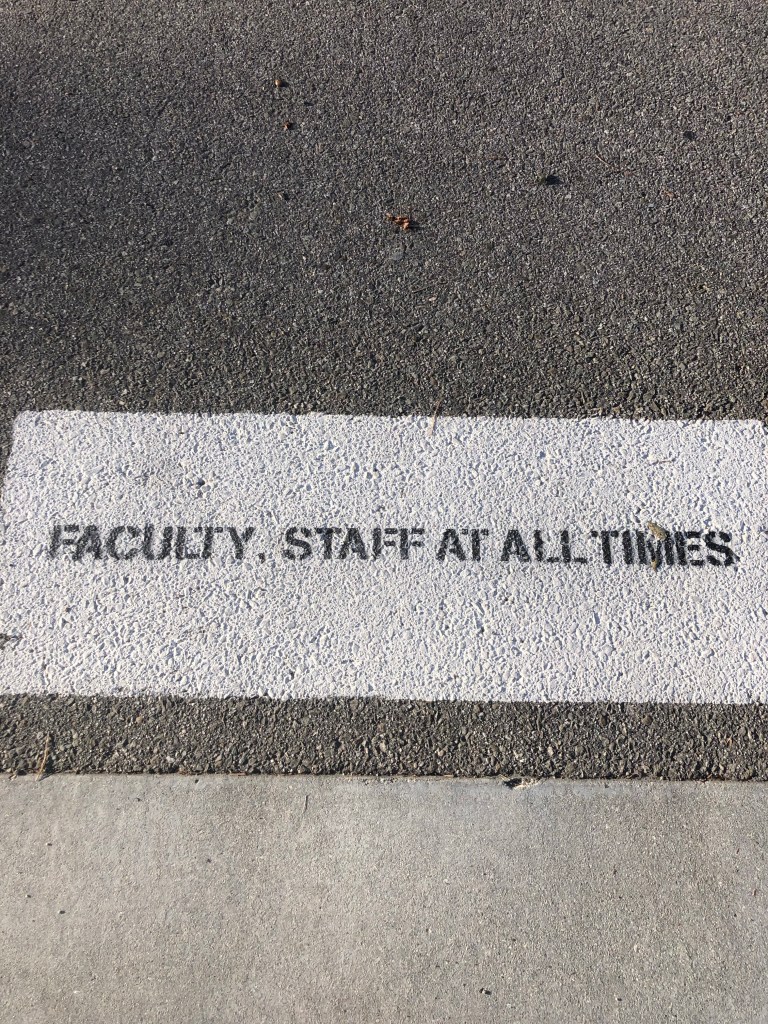 FACULTY, STAFF AT ALL TIMES